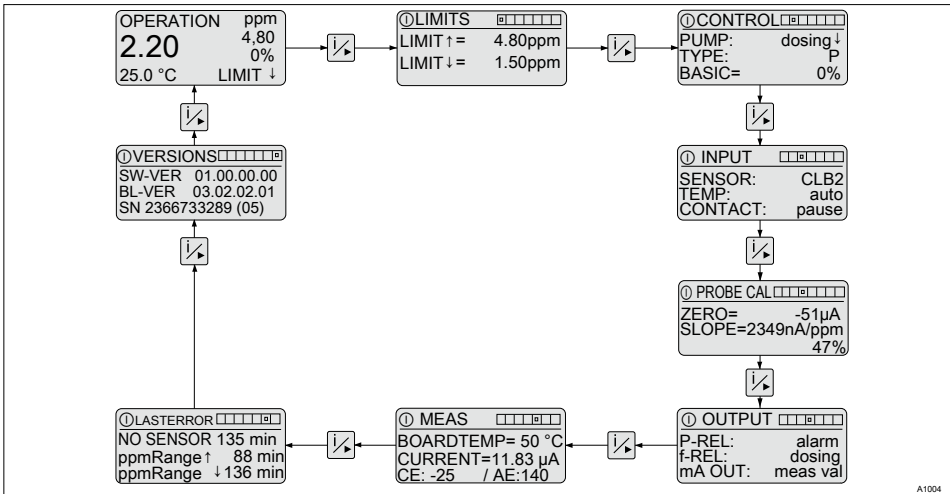 OPERATION ppm
2.20 4,80
0%
25.0 °C LIMIT ↓
i/▸
ⓘLIMITS
LIMIT↑= 4.80ppm
LIMIT↓= 1.50ppm
i/▸
ⓘCONTROL
PUMP: dosing↓
TYPE: P
BASIC= 0%
i/▸
ⓘ INPUT
SENSOR: CLB2
TEMP: auto
CONTACT: pause
i/▸
ⓘ PROBE CAL
ZERO= -51µA
SLOPE=2349nA/ppm
47%
i/▸
ⓘ OUTPUT
P-REL: alarm
f-REL: dosing
mA OUT: meas val
i/▸
ⓘ MEAS
BOARDTEMP= 50 °C
CURRENT=11.83 µA
CE: -25 / AE:140
i/▸
ⓘLASTERROR
NO SENSOR 135 min
ppmRange↑ 88 min
ppmRange ↓136 min
i/▸
ⓘVERSIONS
SW-VER 01.00.00.00
BL-VER 03.02.02.01
SN 2366733289 (05)
i/▸
A1004